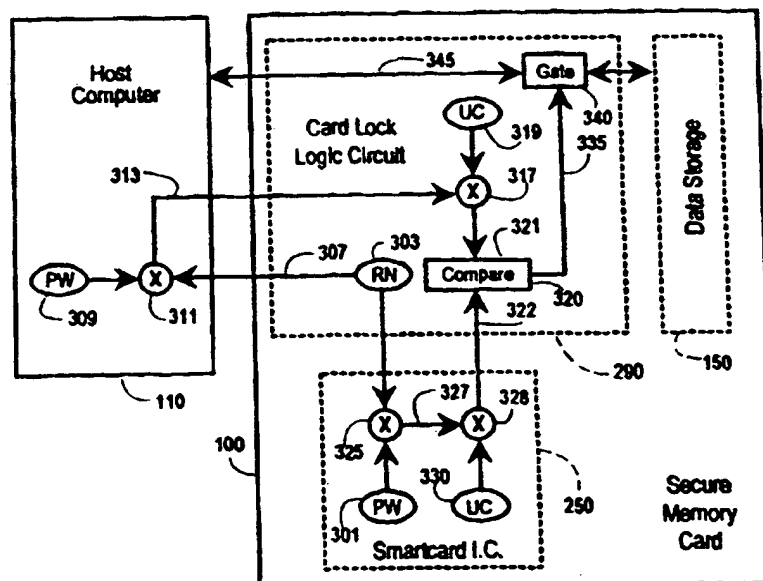 Host
Computer
345
Gate
340
UC
319
335
Card Lock
Logic Circuit
313
X
317
Data Storage
321
307
303
PW
X
RN
Compare
309
311
320
322
110
290
150
327
328
X
X
325
100
330
PW
UC
250
301
Smartcard I.C.
Secure
Memory
Card